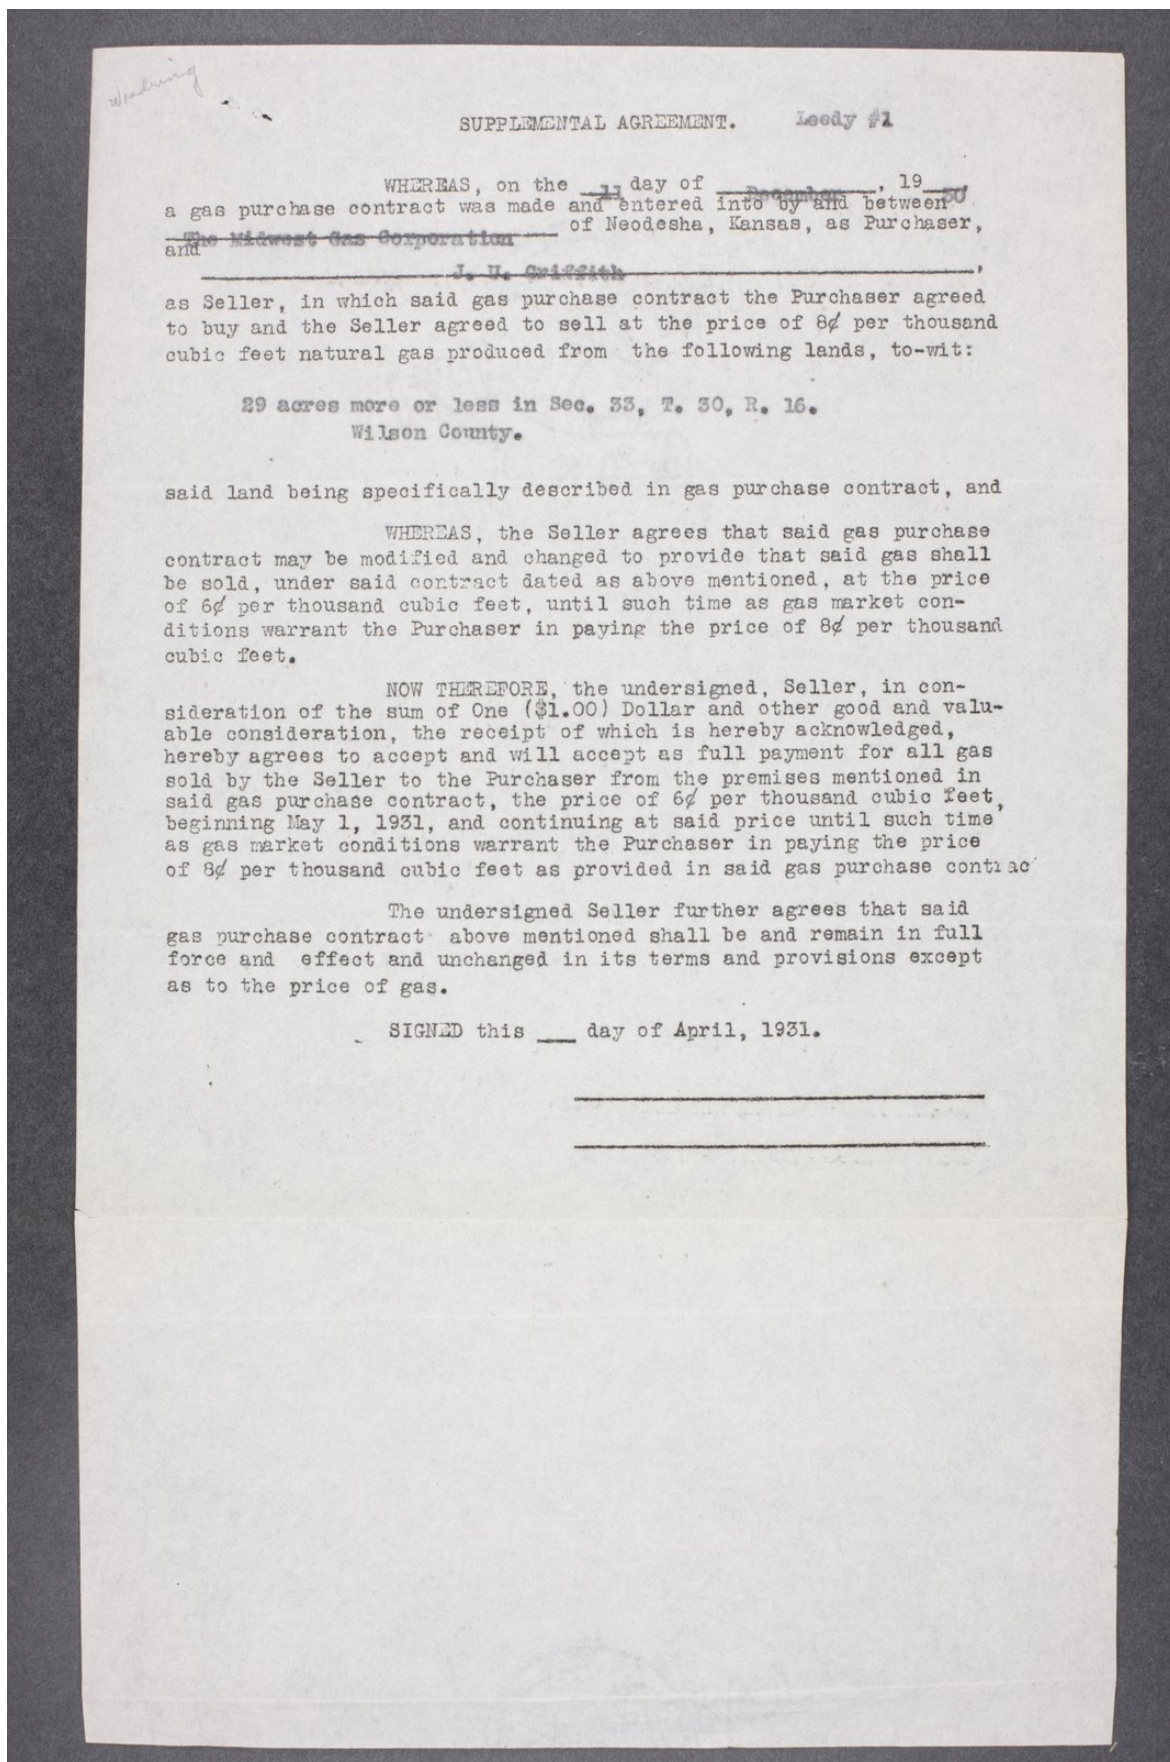 Woodring
SUPPLEMENTAL AGREEMENT. Leedy #1
WHEREAS, on the 11 day of December, 1930
a gas purchase contract was made and entered into by and between
The Midwest Gas Corporation of Neodesha, Kansas, as Purchaser,
and
J. U. Griffith,
as Seller, in which said gas purchase contract the Purchaser agreed
to buy and the Seller agreed to sell at the price of 8¢ per thousand
cubic feet natural gas produced from the following lands, to-wit:
29 acres more or less in Sec. 33, T. 30, R. 16.
Wilson County.
said land being specifically described in gas purchase contract, and
WHEREAS, the Seller agrees that said gas purchase
contract may be modified and changed to provide that said gas shall
be sold, under said contract dated as above mentioned, at the price
of 6¢ per thousand cubic feet, until such time as gas market con-
ditions warrant the Purchaser in paying the price of 8¢ per thousand
cubic feet.
NOW THEREFORE, the undersigned, Seller, in con-
sideration of the sum of One ($1.00) Dollar and other good and valu-
able consideration, the receipt of which is hereby acknowledged,
hereby agrees to accept and will accept as full payment for all gas
sold by the Seller to the Purchaser from the premises mentioned in
said gas purchase contract, the price of 6¢ per thousand cubic feet,
beginning May 1, 1931, and continuing at said price until such time
as gas market conditions warrant the Purchaser in paying the price
of 8¢ per thousand cubic feet as provided in said gas purchase contrac
The undersigned Seller further agrees that said
gas purchase contract above mentioned shall be and remain in full
force and effect and unchanged in its terms and provisions except
as to the price of gas.
SIGNED this ___ day of April, 1931.